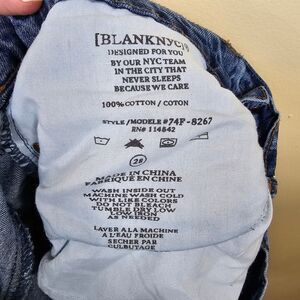 [BLANKNYC]®
DESIGNED FOR YOU
BY OUR NYC TEAM
IN THE CITY THAT
NEVER SLEEPS
BECAUSE WE CARE
100% COTTON / COTON
STYLE/MODELE #74F-8267
RN# 114542
28
MADE IN CHINA
FABRIQUÉ EN CHINE
WASH INSIDE OUT
MACHINE WASH COLD
WITH LIKE COLORS
DO NOT BLEACH
TUMBLE DRY LOW
LOW IRON
AS NEEDED
LAVER A LA MACHINE
A L'EAU FROIDE
SECHER PAR
CULBUTAGE